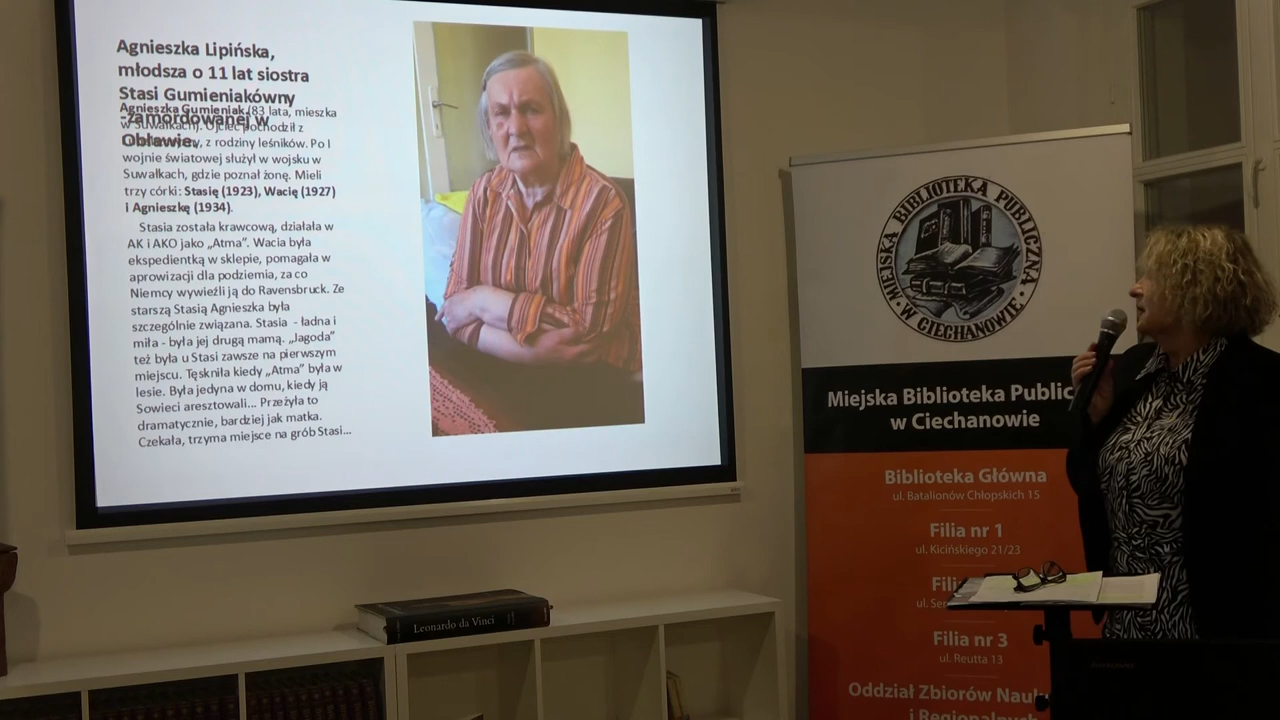 Agnieszka Lipińska,
młodsza o 11 lat siostra
Stasi Gumieniakówny
-zamordowanej w
Obławie.
Agnieszka Gumieniak (83 lata, mieszka
w Suwałkach). Ojciec pochodził z
z rodziny leśników. Po I
wojnie światowej służył w wojsku w
Suwałkach, gdzie poznał żonę. Mieli
trzy córki: Stasię (1923), Wacię (1927)
i Agnieszkę (1934).
Stasia została krawcową, działała w
AK i AKO jako „Atma”. Wacia była
ekspedientką w sklepie, pomagała w
aprowizacji dla podziemia, za co
Niemcy wywieźli ją do Ravensbruck. Ze
starszą Stasią Agnieszka była
szczególnie związana. Stasia - ładna i
miła - była jej drugą mamą. „Jagoda”
też była u Stasi zawsze na pierwszym
miejscu. Tęskniła kiedy „Atma” była w
lesie. Była jedyna w domu, kiedy ją
Sowieci aresztowali... Przeżyła to
dramatycznie, bardziej jak matka.
Czekała, trzyma miejsce na grób Stasi...
MIEJSKA BIBLIOTEKA PUBLICZNA
W CIECHANOWIE
Miejska Biblioteka Public
w Ciechanowie
Biblioteka Główna
ul. Batalionów Chłopskich 15
Filia nr 1
ul. Kicińskiego 21/23
Fili
ul. Ser
Filia nr 3
ul. Reutta 13
Oddział Zbiorów Nauk
i Regionalnych
Leonardo da Vinci